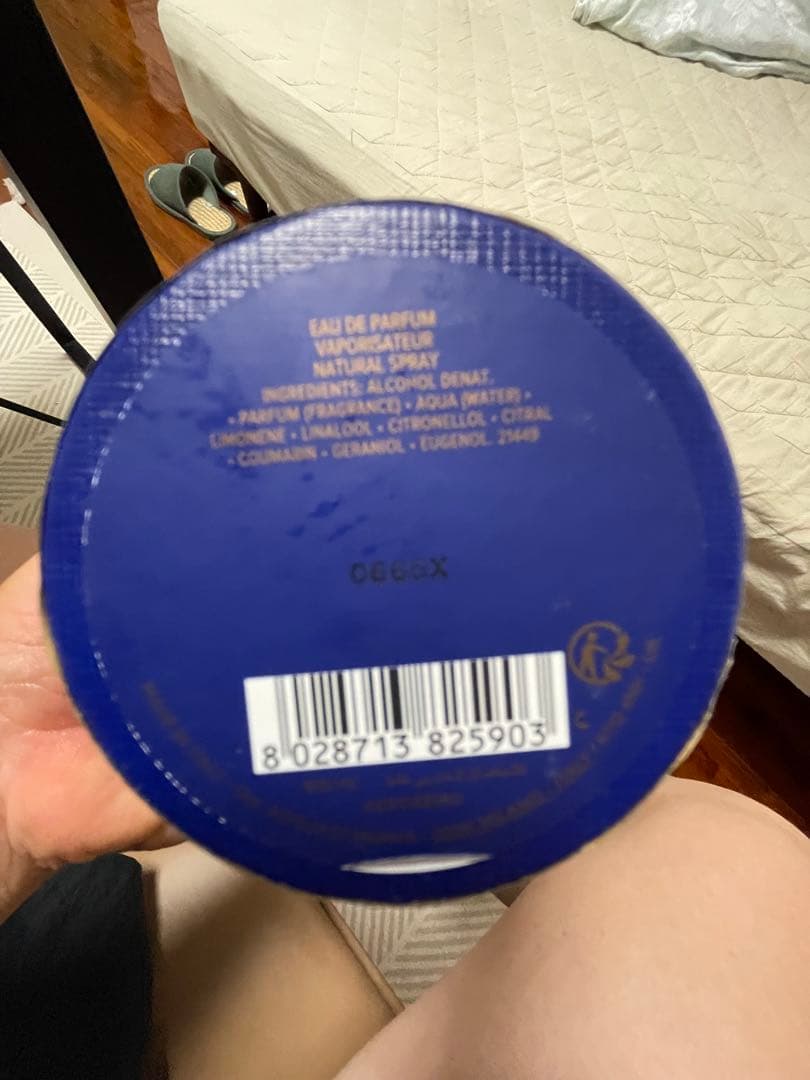 EAU DE PARFUM
VAPORISATEUR
NATURAL SPRAY
INGREDIENTS: ALCOHOL DENAT.
• PARFUM (FRAGRANCE) • AQUA (WATER) •
LIMONENE • LINALOOL • CITRONELLOL • CITRAL
• COUMARIN • GERANIOL • EUGENOL. 21449
0666X
8 028713 825903